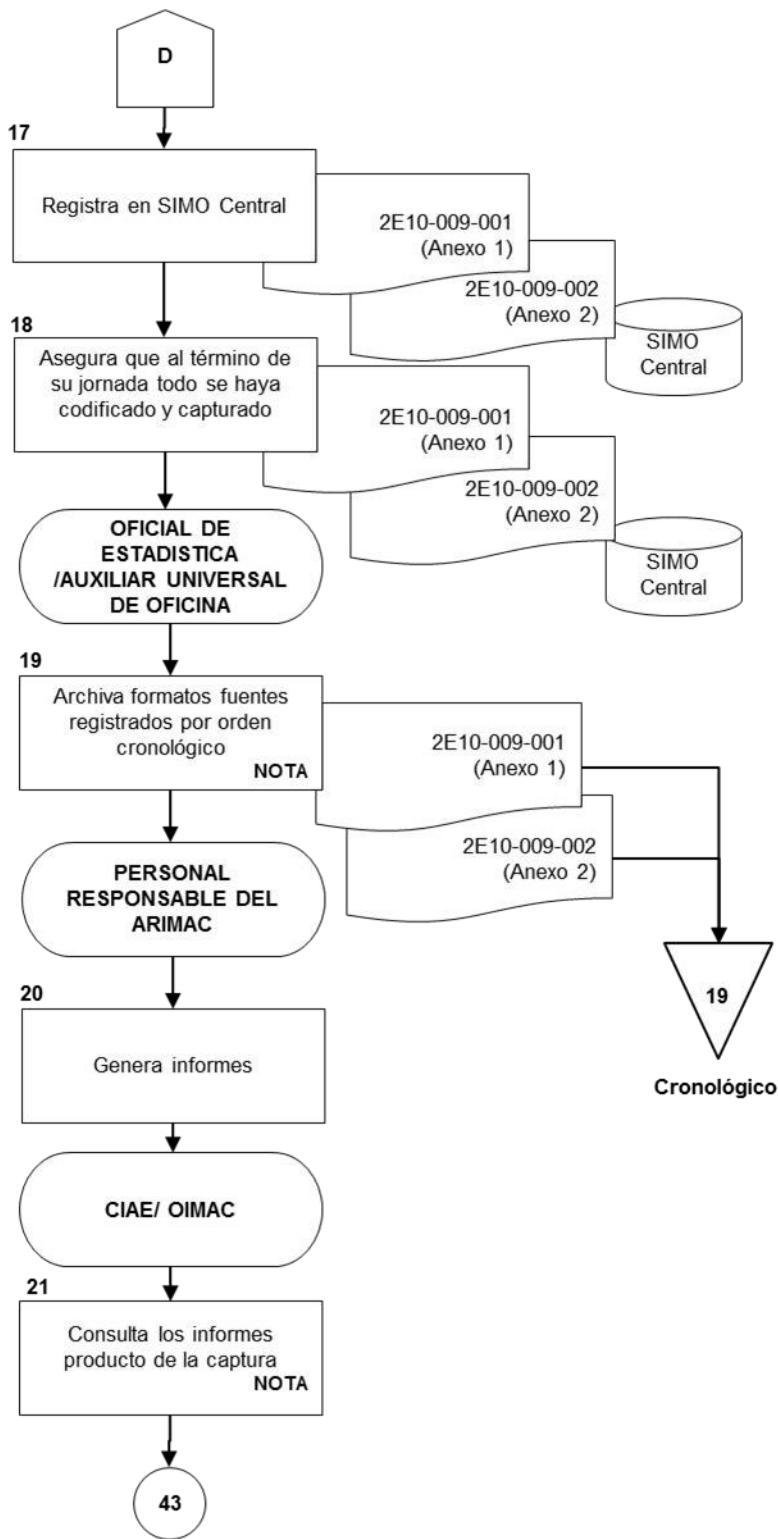 D
17
Registra en SIMO Central
2E10-009-001
(Anexo 1)
2E10-009-002
(Anexo 2)
SIMO
Central
18
Asegura que al término de
su jornada todo se haya
codificado y capturado
2E10-009-001
(Anexo 1)
2E10-009-002
(Anexo 2)
SIMO
Central
OFICIAL DE
ESTADISTICA
/AUXILIAR UNIVERSAL
DE OFICINA
19
Archiva formatos fuentes
registrados por orden
cronológico
NOTA
2E10-009-001
(Anexo 1)
2E10-009-002
(Anexo 2)
19
Cronológico
PERSONAL
RESPONSABLE DEL
ARIMAC
20
Genera informes
CIAE/ OIMAC
21
Consulta los informes
producto de la captura
NOTA
43